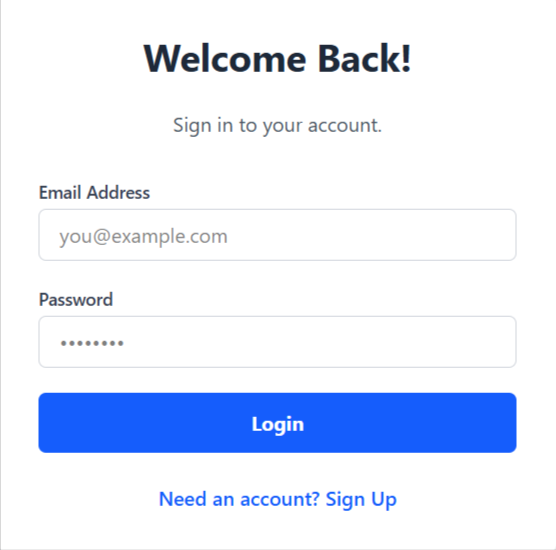 Welcome Back!
Sign in to your account.
Email Address
you@example.com
Password
••••••••
Login
Need an account? Sign Up